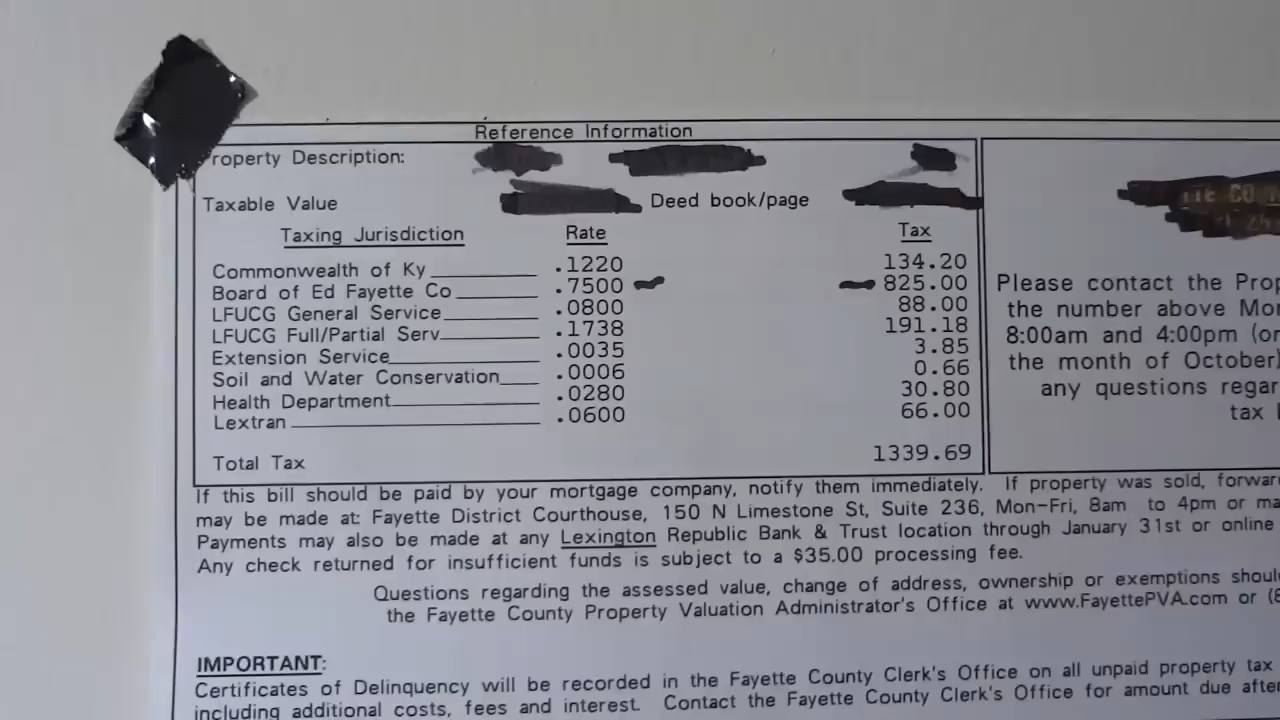 Reference Information
roperty Description:
Taxable Value Deed book/page
Taxing Jurisdiction Rate Tax
Commonwealth of Ky .1220 134.20
Board of Ed Fayette Co .7500 825.00
LFUCG General Service .0800 88.00
LFUCG Full/Partial Serv .1738 191.18
Extension Service .0035 3.85
Soil and Water Conservation .0006 0.66
Health Department .0280 30.80
Lextran .0600 66.00
Total Tax 1339.69
Please contact the Prop
the number above Mo
8:00am and 4:00pm (or
the month of October)
any questions regar
tax
If this bill should be paid by your mortgage company, notify them immediately. If property was sold, forward
may be made at: Fayette District Courthouse, 150 N Limestone St, Suite 236, Mon-Fri, 8am to 4pm or ma
Payments may also be made at any Lexington Republic Bank & Trust location through January 31st or online
Any check returned for insufficient funds is subject to a $35.00 processing fee.
Questions regarding the assessed value, change of address, ownership or exemptions shoul
the Fayette County Property Valuation Administrator's Office at www.FayettePVA.com or (8
IMPORTANT:
Certificates of Delinquency will be recorded in the Fayette County Clerk's Office on all unpaid property tax
including additional costs, fees and interest. Contact the Fayette County Clerk's Office for amount due after